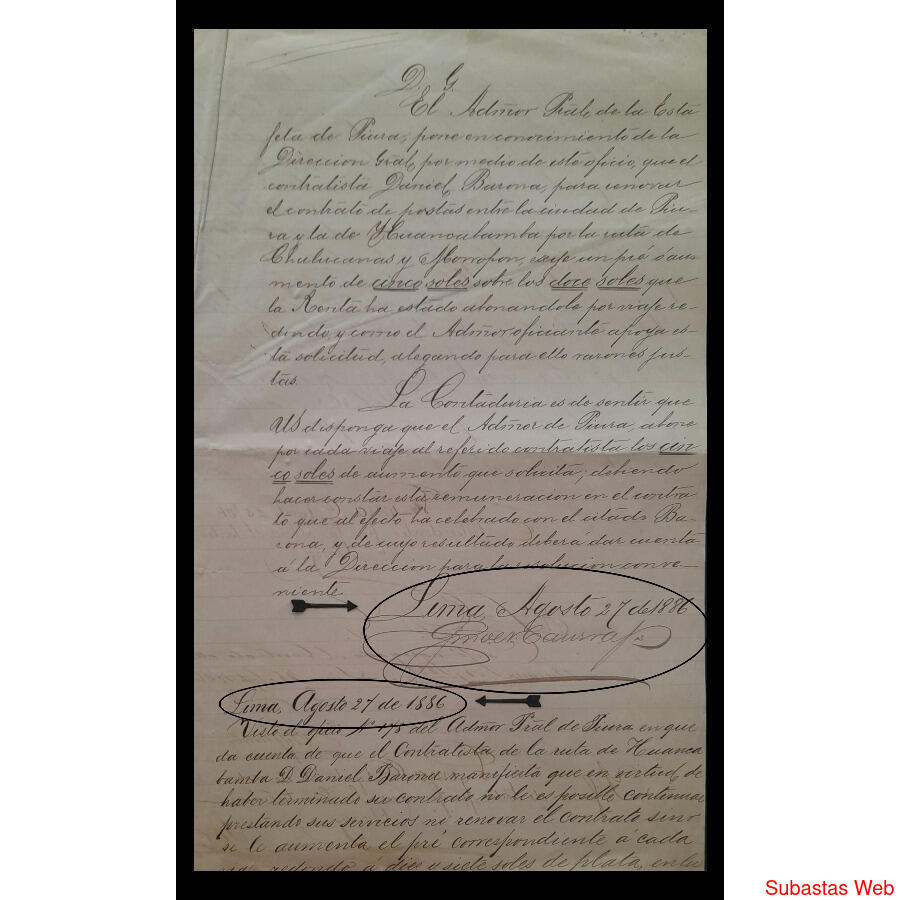 D. G.
El Admor Pral, de la Esta
feta de Piura, pone en conocimiento de la
Direccion Gral, por medio de este oficio, que el
contratista Daniel Barona, para renovar
el contrato de postas entre la ciudad de Piu-
ra y la de Huancabamba por la ruta de
Chulucanas y Morropon, exije un pré ó au
mento de cinco soles sobre los doce soles que
la Renta ha estado abonandole por viaje re-
dondo, y como el Admor oficiante apoya es-
ta solicitud, alegando para ello razones jus-
tas.
La Contaduria es de sentir que
US disponga que el Admor de Piura, abone
por cada viaje al referido contratista los cin
co soles de aumento que solicita; debiendo
hacer constar esta remuneracion en el contra
to que al efecto ha celebrado con el citado Ba-
rona, y de cuyo resultado deberá dar cuenta
á la Direccion para la resolucion conve-
niente.
Lima, Agosto 27 de 1886
Lima, Agosto 27 de 1886
Visto el oficio Nº 178 del Admor Pral de Piura en que
da cuenta de que el Contratista de la ruta de Huanca
bamba D. Daniel Barona manifiesta que en virtud de
haber terminado su contrato no le es posible continuar
prestando sus servicios ni renovar el contrato sino
se le aumenta el pré correspondiente á cada
viaje redondo á diez y siete soles de plata,
Subastas Web